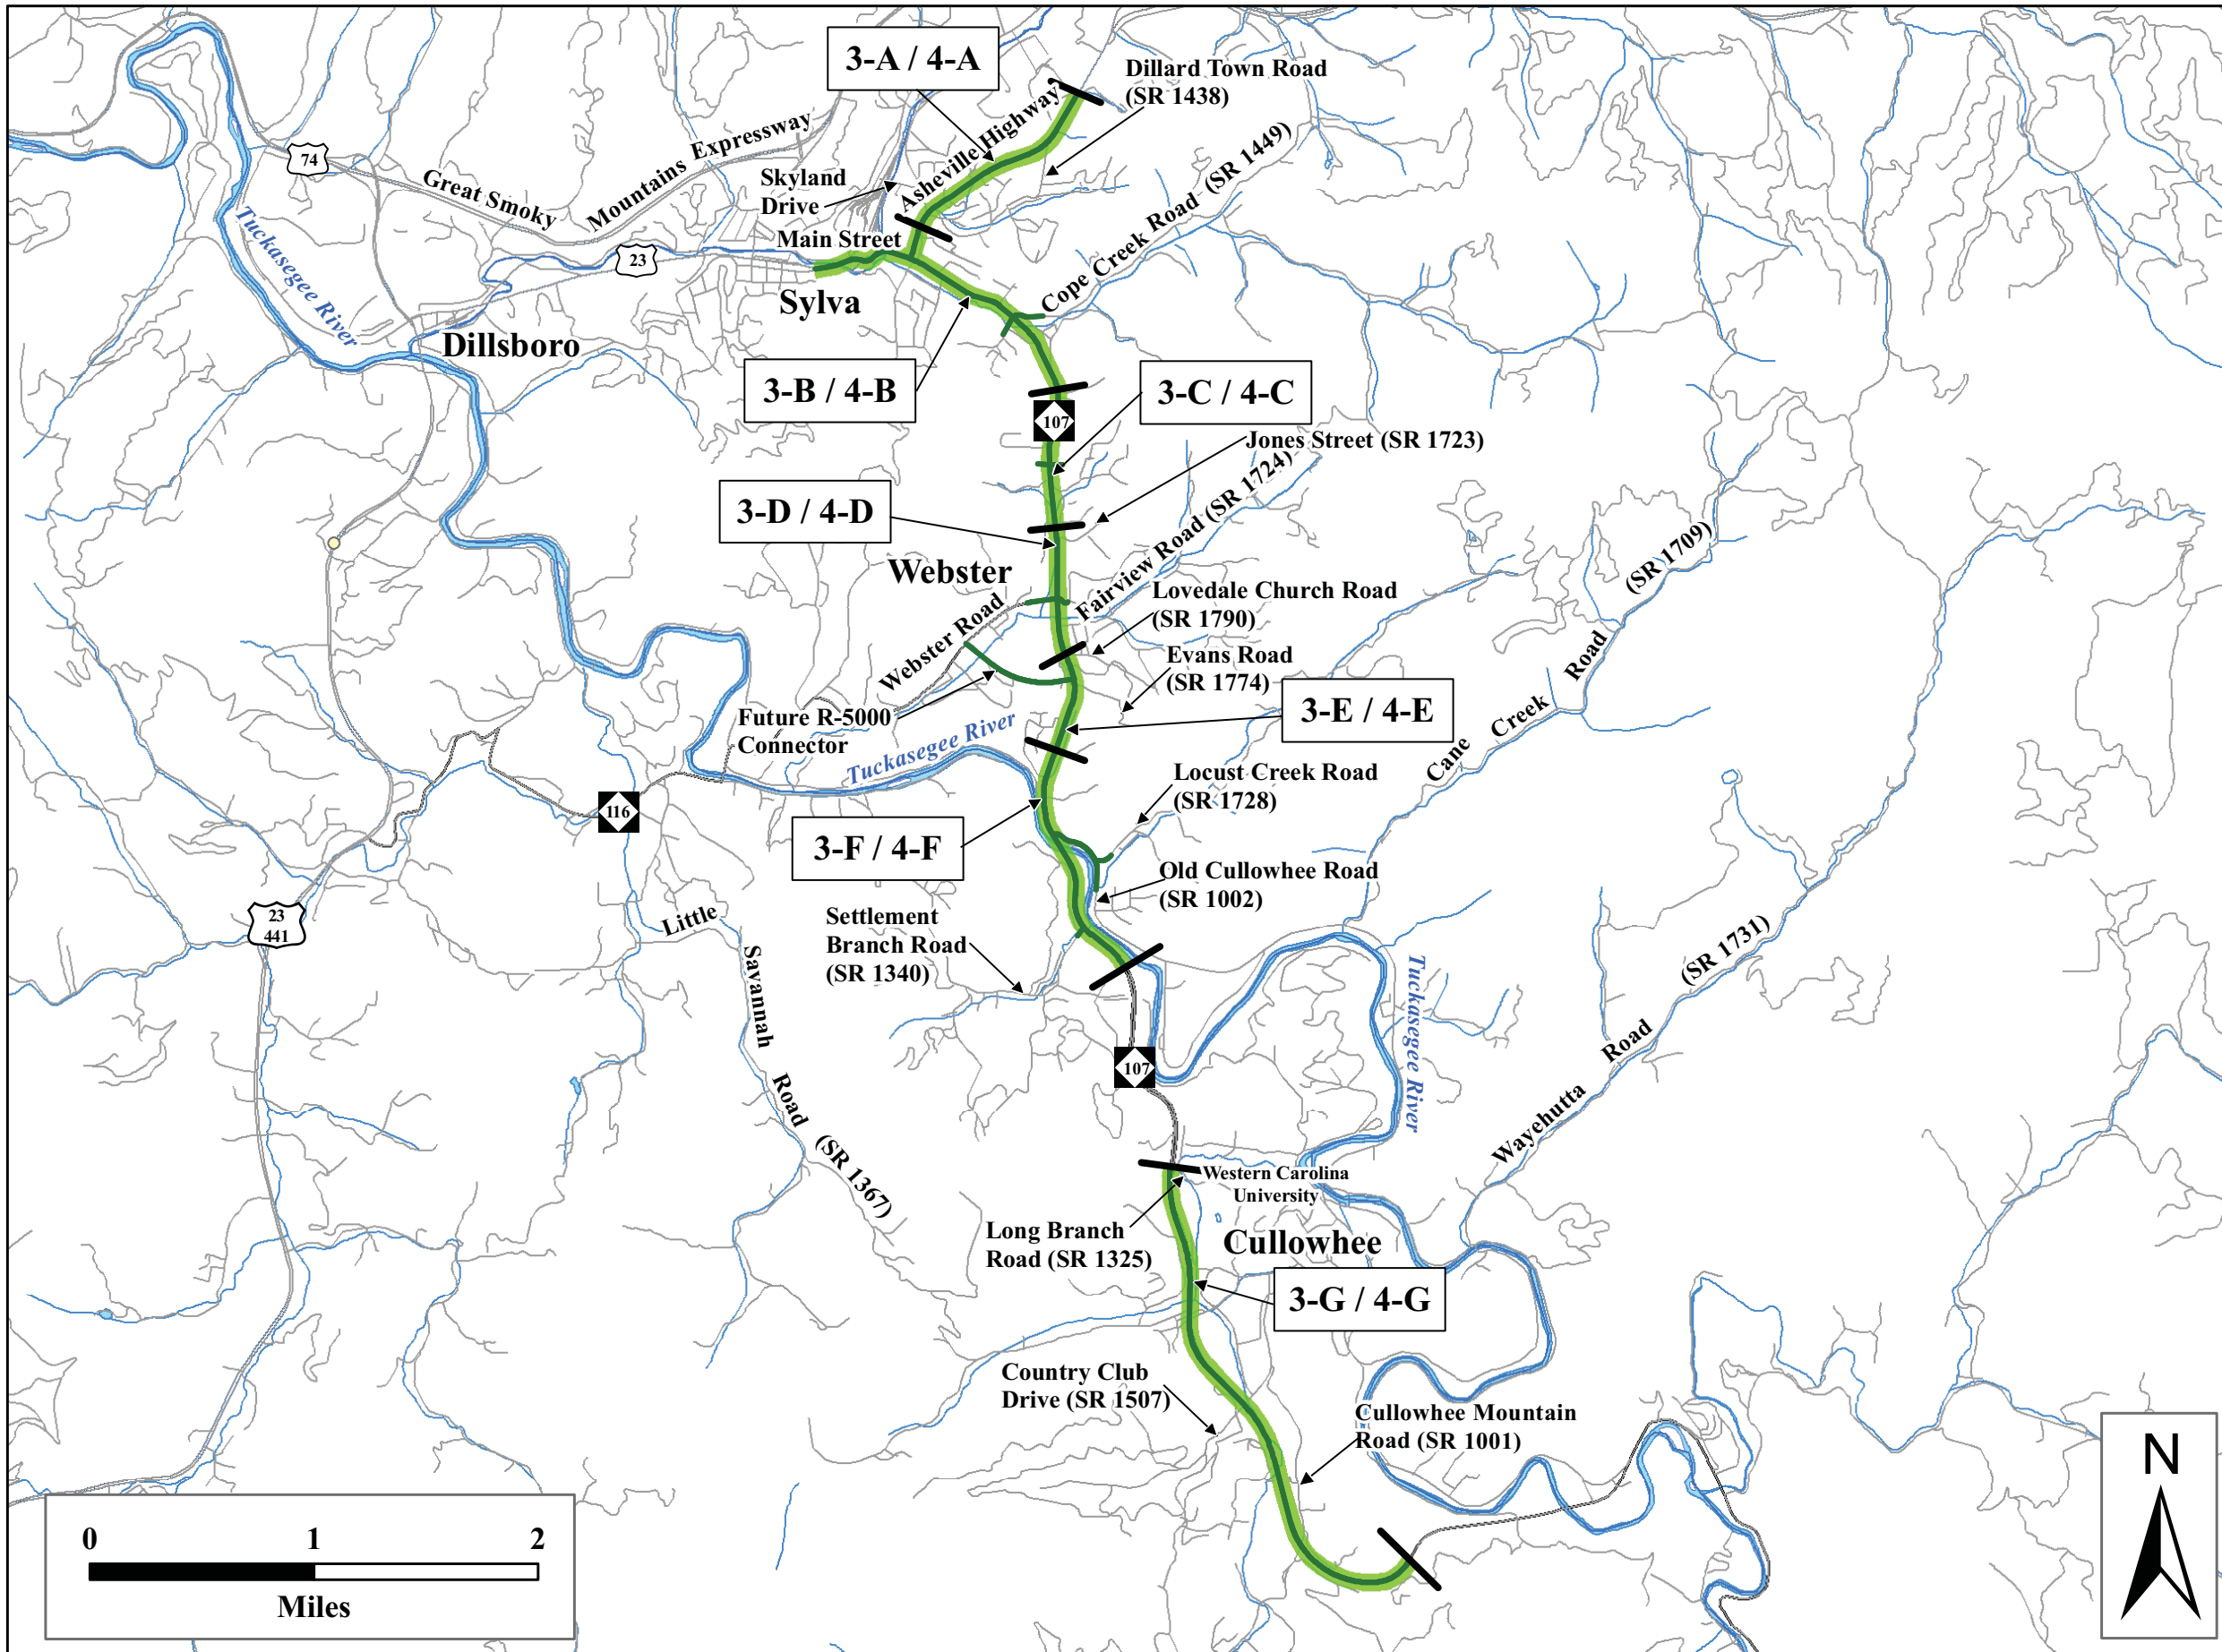 3-A / 4-A
Dillard Town Road
(SR 1438)
Asheville Highway
74
Great Smoky
Mountains Expressway
Skyland
Drive
Cope Creek Road (SR 1449)
Tuckasegee River
Main Street
23
Sylva
Dillsboro
3-B / 4-B
3-C / 4-C
107
Jones Street (SR 1723)
3-D / 4-D
Fairview Road (SR 1724)
Webster
Lovedale Church Road
(SR 1790)
Webster Road
Evans Road
(SR 1774)
Cane Creek Road (SR 1709)
3-E / 4-E
Future R-5000
Connector
Tuckasegee River
Locust Creek Road
(SR 1728)
116
3-F / 4-F
Old Cullowhee Road
(SR 1002)
23
441
Settlement
Branch Road
(SR 1340)
Little Savannah Road (SR 1367)
Tuckasegee River
Wayehutta Road (SR 1731)
107
Western Carolina
University
Long Branch
Road (SR 1325)
Cullowhee
3-G / 4-G
Country Club
Drive (SR 1507)
Cullowhee Mountain
Road (SR 1001)
N
0 1 2
Miles